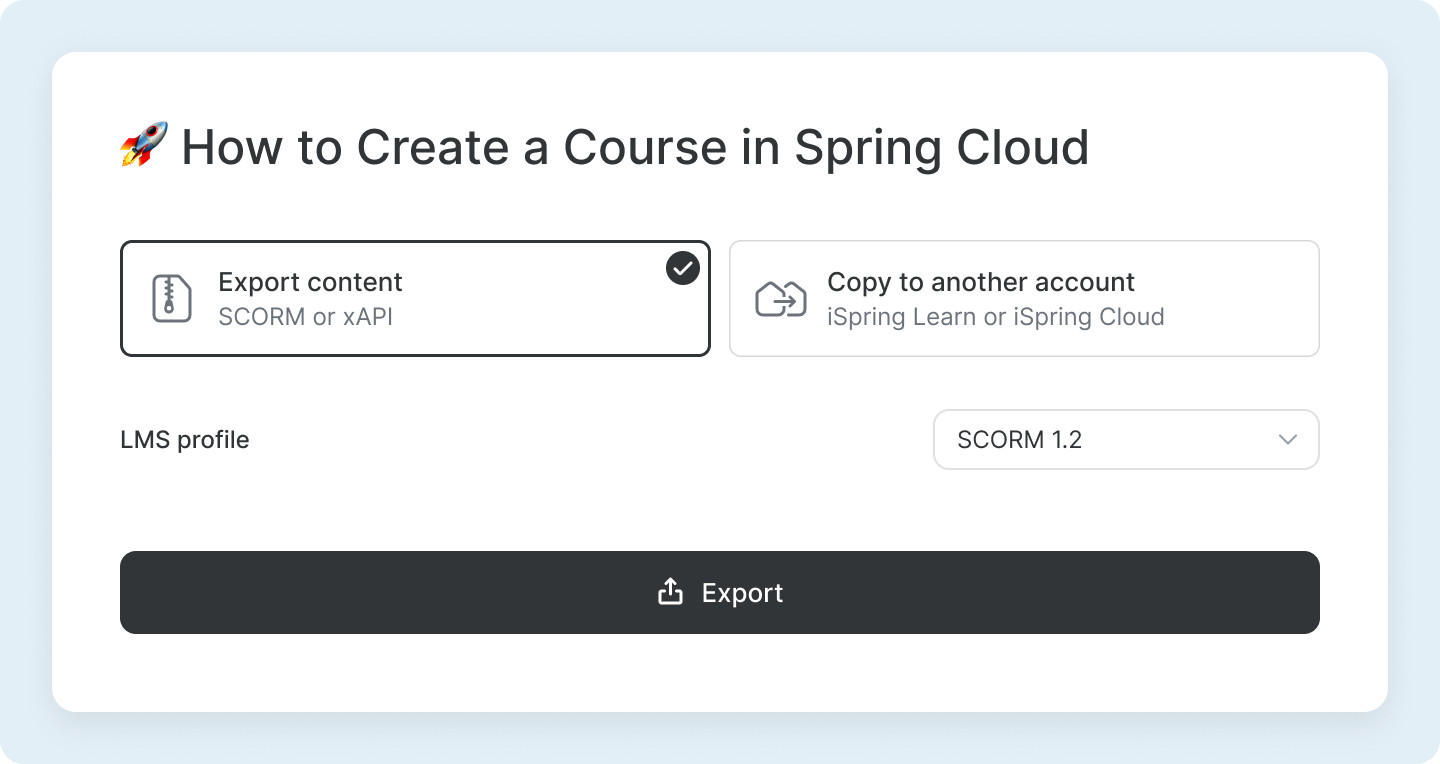 🚀 How to Create a Course in Spring Cloud
Export content
SCORM or xAPI
Copy to another account
iSpring Learn or iSpring Cloud
LMS profile
SCORM 1.2
Export